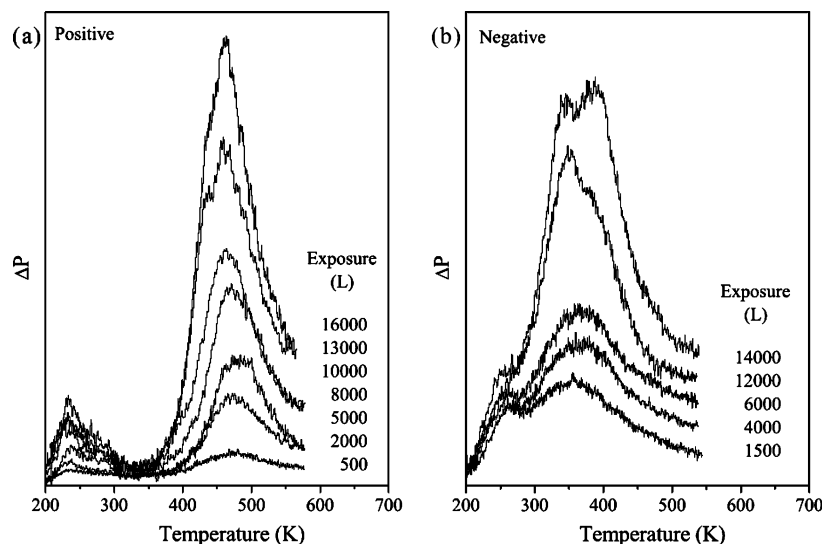 (a) Positive
ΔP
Exposure
(L)
16000
13000
10000
8000
5000
2000
500
200 300 400 500 600 700
Temperature (K)
(b) Negative
ΔP
Exposure
(L)
14000
12000
6000
4000
1500
200 300 400 500 600 700
Temperature (K)